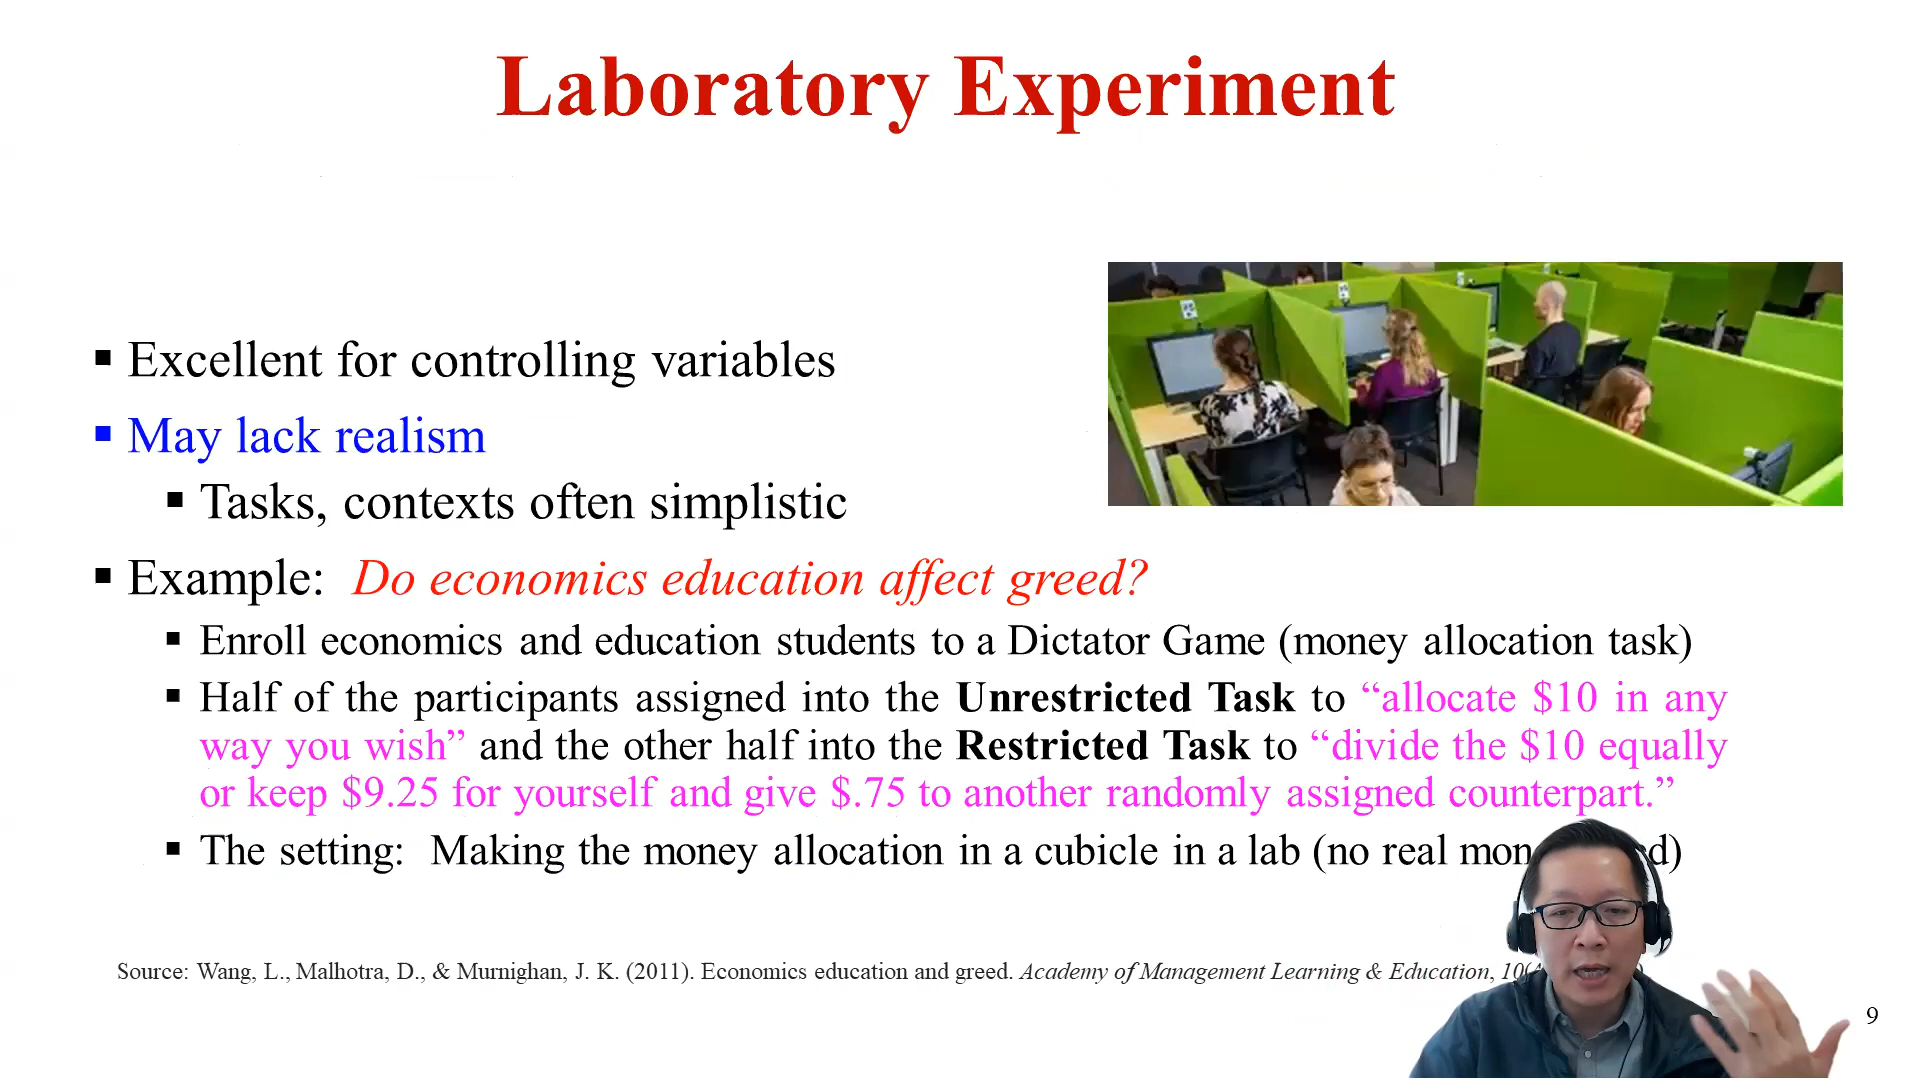 Laboratory Experiment
▪ Excellent for controlling variables
▪ May lack realism
▪ Tasks, contexts often simplistic
▪ Example: Do economics education affect greed?
▪ Enroll economics and education students to a Dictator Game (money allocation task)
▪ Half of the participants assigned into the Unrestricted Task to “allocate $10 in any
way you wish” and the other half into the Restricted Task to “divide the $10 equally
or keep $9.25 for yourself and give $.75 to another randomly assigned counterpart.”
▪ The setting: Making the money allocation in a cubicle in a lab (no real
Source: Wang, L., Malhotra, D., & Murnighan, J. K. (2011). Economics education and greed. Academy of Management Learning & Education, 10
9